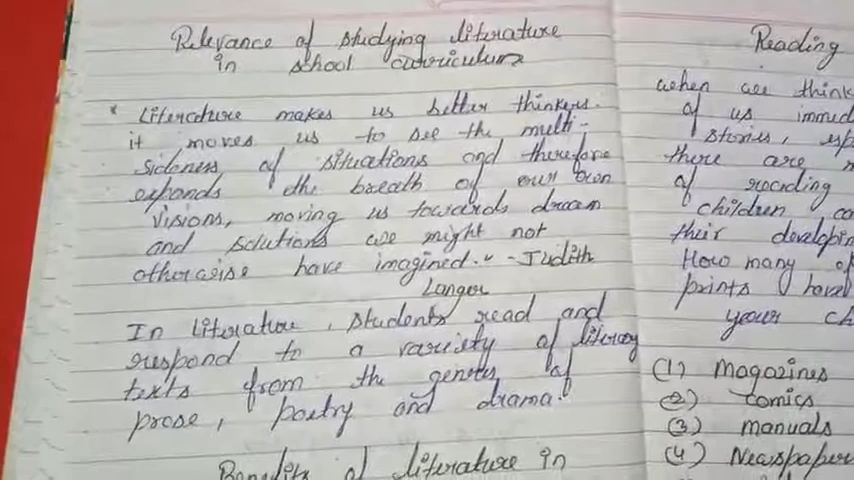 Relevance of studying literature
in school curriculum
" Literature makes us better thinkers.
it moves us to see the multi-
sideness, of situations and therefore
expands the breath of our own
visions, moving us towards dream
and solutions we might not
otherwise have imagined." - Judith
Langer
In Literature, students read and
respond to a variety of literary
texts from the genres of
prose, poetry and drama.
Benefits of literature in
Reading
when we think
of us immed
stories, esp
there are
of reading
children
their developin
How many of
prints have
your ch
(1) magazines
(2) comics
(3) manuals
(4) Newspaper